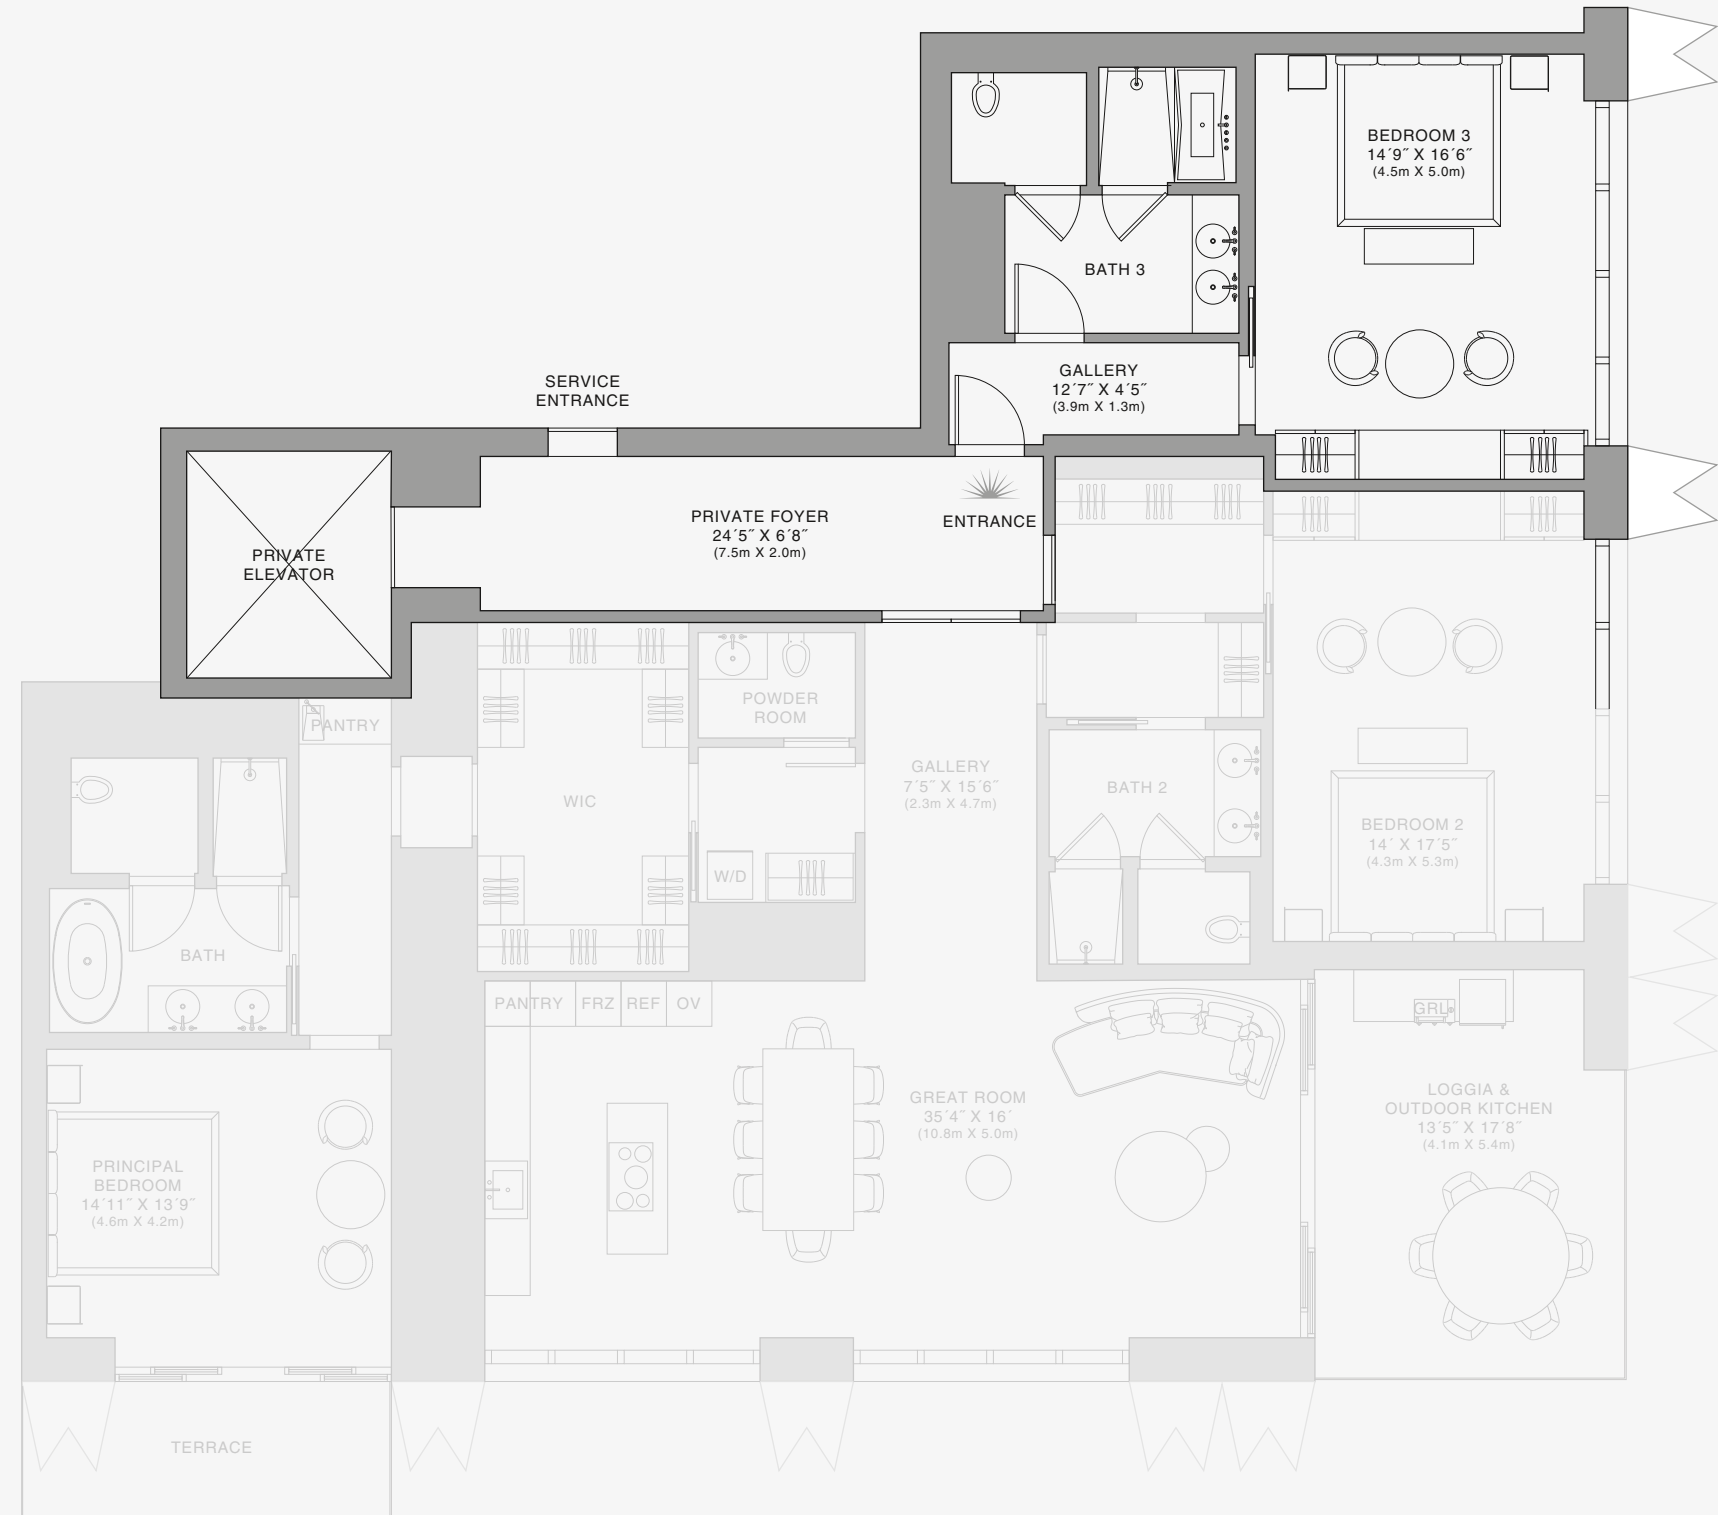 BEDROOM 3
14´9˝ X 16´6˝
(4.5m X 5.0m)
BATH 3
GALLERY
12´7˝ X 4´5˝
(3.9m X 1.3m)
SERVICE
ENTRANCE
PRIVATE FOYER
24´5˝ X 6´8˝
(7.5m X 2.0m)
ENTRANCE
PRIVATE
ELEVATOR
PANTRY
POWDER
ROOM
WIC
GALLERY
7´5˝ X 15´6˝
(2.3m X 4.7m)
BATH 2
BEDROOM 2
14´ X 17´5˝
(4.3m X 5.3m)
W/D
BATH
PANTRY
FRZ
REF
OV
GRL
GREAT ROOM
35´4˝ X 16´
(10.8m X 5.0m)
LOGGIA &
OUTDOOR KITCHEN
13´5˝ X 17´8˝
(4.1m X 5.4m)
PRINCIPAL
BEDROOM
14´11˝ X 13´9˝
(4.6m X 4.2m)
TERRACE